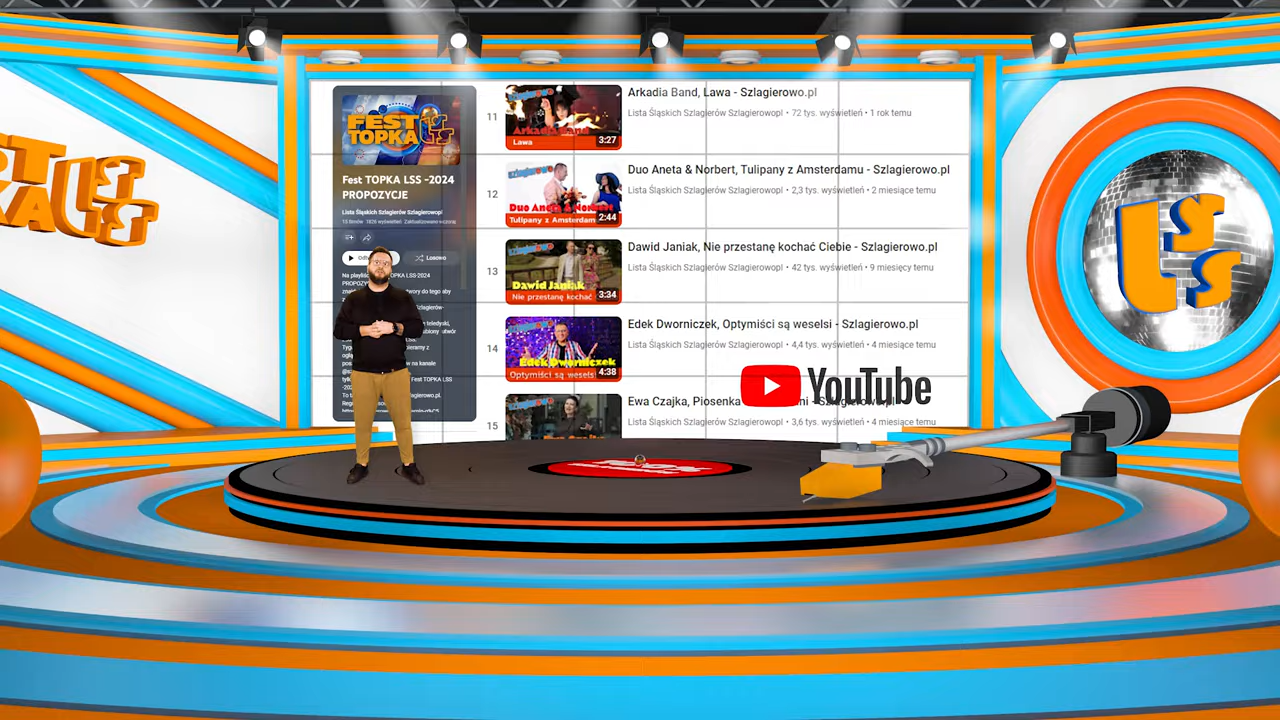 FEST
TOPKA
LSS
Fest TOPKA LSS -2024
PROPOZYCJE
Lista Śląskich Szlagierów Szlagierowopl
Losowo
11
Arkadia Band
Lawa
3:27
Arkadia Band, Lawa - Szlagierowo.pl
Lista Śląskich Szlagierów Szlagierowopl • 72 tys. wyświetleń • 1 rok temu
12
Tulipany z Amsterdam
2:44
Duo Aneta & Norbert, Tulipany z Amsterdamu - Szlagierowo.pl
Lista Śląskich Szlagierów Szlagierowopl • 2,3 tys. wyświetleń • 2 miesiące temu
13
Dawid Janiak
Nie przestanę kochać
3:34
Dawid Janiak, Nie przestanę kochać Ciebie - Szlagierowo.pl
Lista Śląskich Szlagierów Szlagierowopl • 42 tys. wyświetleń • 9 miesięcy temu
14
Edek Dworniczek
Optymiści są wesels
4:38
Edek Dworniczek, Optymiści są weselsi - Szlagierowo.pl
Lista Śląskich Szlagierów Szlagierowopl • 4,4 tys. wyświetleń • 4 miesiące temu
YouTube
15
Ewa Czajka, Piosenka
Lista Śląskich Szlagierów Szlagierowopl • 3,6 tys. wyświetleń • 4 miesiące temu
LSS